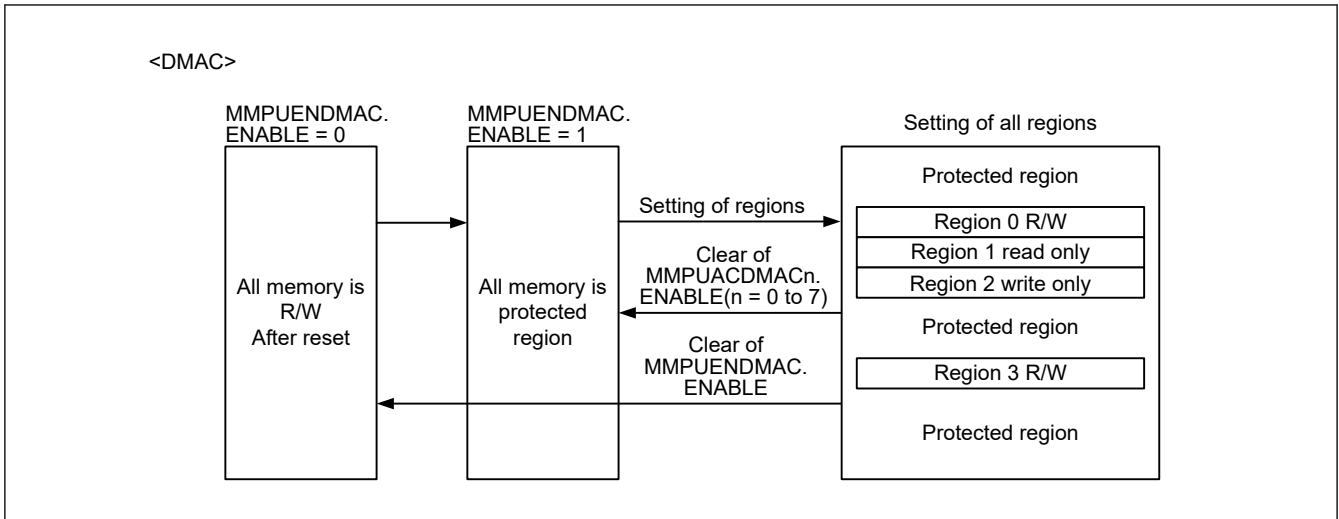 <DMAC>
MMPUENDMAC.
ENABLE = 0
All memory is
R/W
After reset
MMPUENDMAC.
ENABLE = 1
All memory is
protected
region
Setting of regions
Clear of
MMPUACDMACn.
ENABLE(n = 0 to 7)
Clear of
MMPUENDMAC.
ENABLE
Setting of all regions
Protected region
Region 0 R/W
Region 1 read only
Region 2 write only
Protected region
Region 3 R/W
Protected region